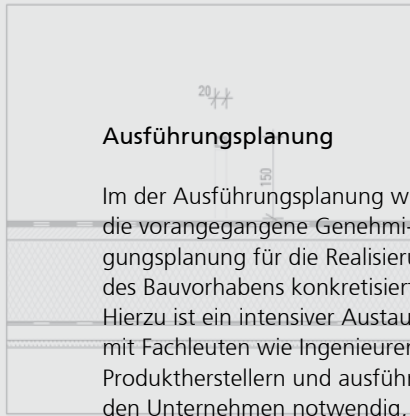 20
Ausführungsplanung
150
Im der Ausführungsplanung w
die vorangegangene Genehmi-
gungsplanung für die Realisieru
des Bauvorhabens konkretisiert
Hierzu ist ein intensiver Austau
mit Fachleuten wie Ingenieuren
Produktherstellern und ausführ
den Unternehmen notwendig.